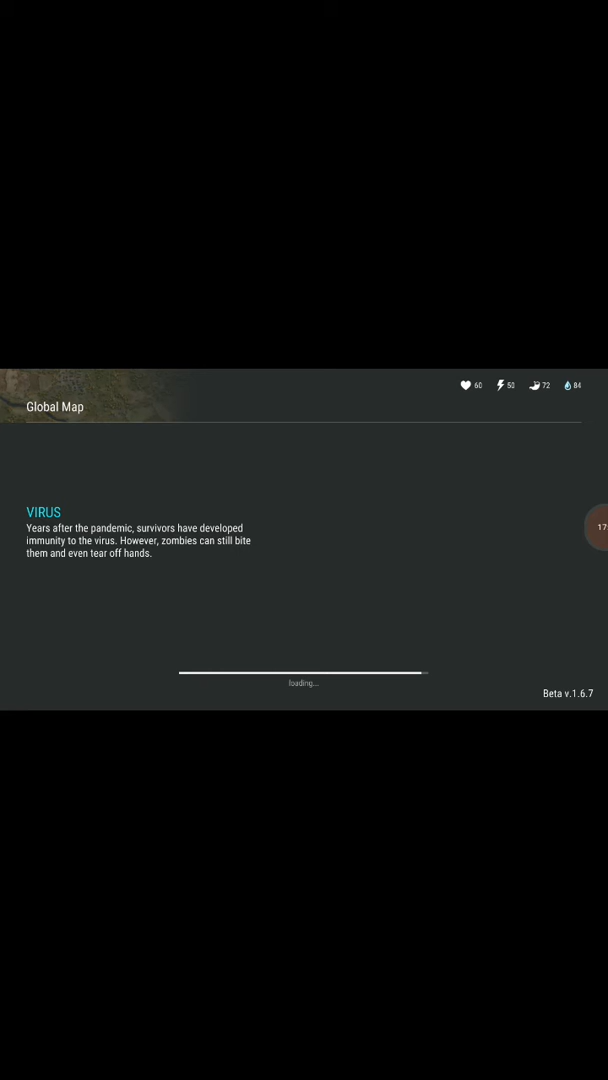 60 50 72 84
Global Map
VIRUS
Years after the pandemic, survivors have developed
immunity to the virus. However, zombies can still bite
them and even tear off hands.
loading...
Beta v.1.6.7